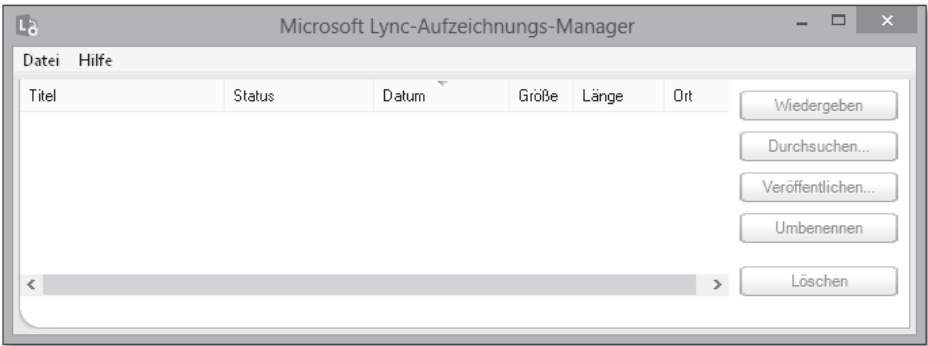 Microsoft Lync-Aufzeichnungs-Manager
Datei Hilfe
Titel Status Datum Größe Länge Ort
Wiedergeben
Durchsuchen...
Veröffentlichen...
Umbenennen
Löschen